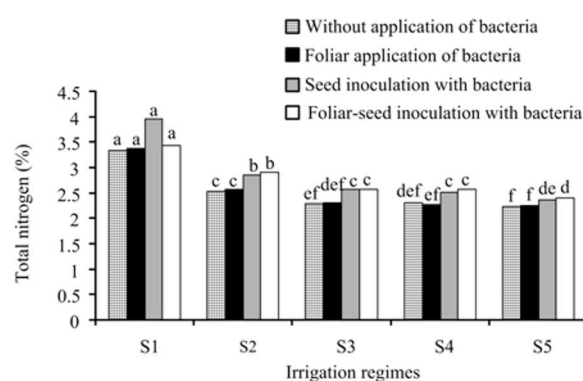 Without application of bacteria
Foliar application of bacteria
Seed inoculation with bacteria
Foliar-seed inoculation with bacteria
Total nitrogen (%)
4.5
4
3.5
3
2.5
2
1.5
1
0.5
0
a a a a
c c b b
ef def c c
def ef c c
f f de d
S1 S2 S3 S4 S5
Irrigation regimes